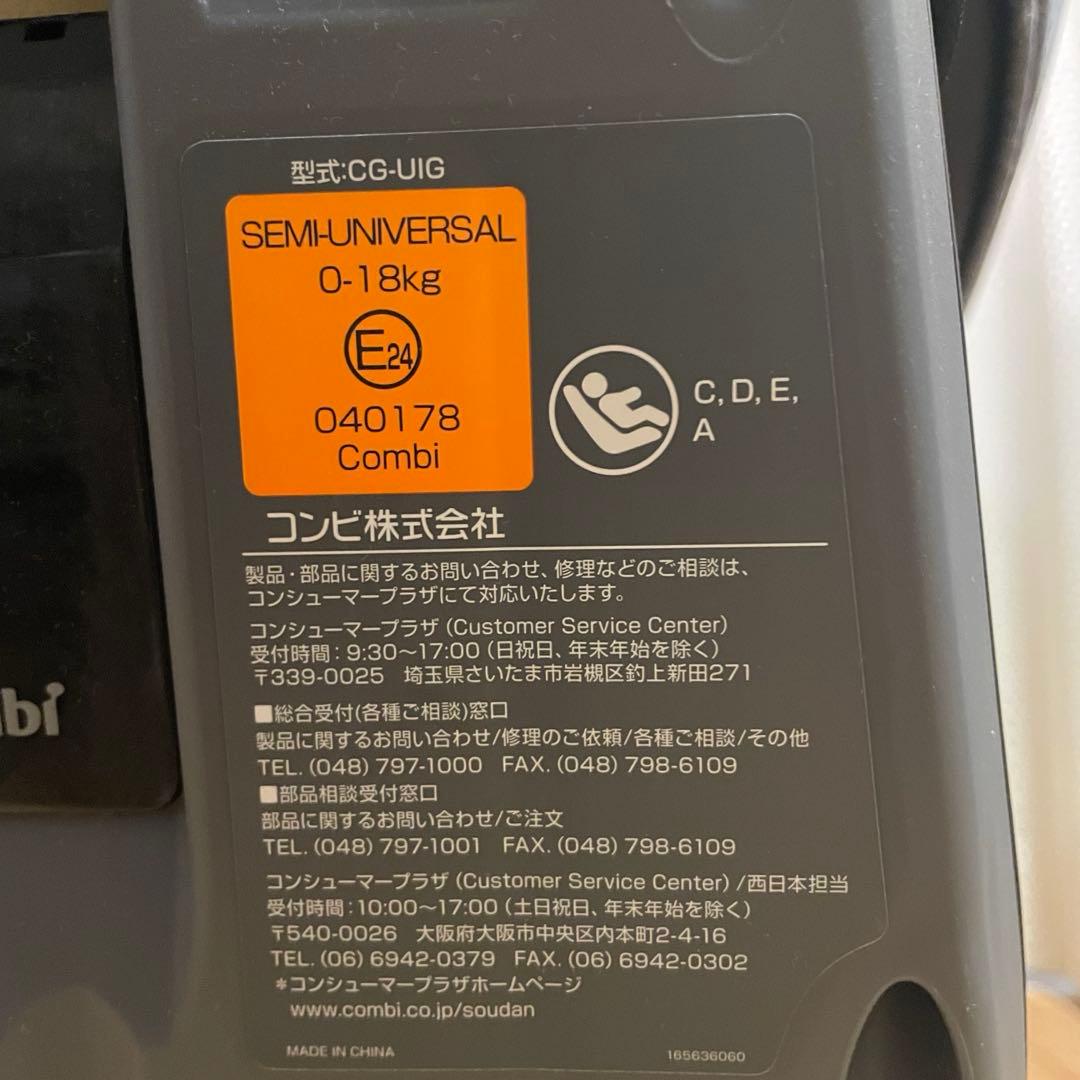 型式:CG-UIG
SEMI-UNIVERSAL
0-18kg
E24
040178
Combi
C, D, E,
A
コンビ株式会社
製品・部品に関するお問い合わせ、修理などのご相談は、
コンシューマープラザにて対応いたします。
コンシューマープラザ (Customer Service Center)
受付時間：9:30～17:00 (日祝日、年末年始を除く)
〒339-0025 埼玉県さいたま市岩槻区釣上新田271
■総合受付(各種ご相談)窓口
製品に関するお問い合わせ/修理のご依頼/各種ご相談/その他
TEL. (048) 797-1000 FAX. (048) 798-6109
■部品相談受付窓口
部品に関するお問い合わせ/ご注文
TEL. (048) 797-1001 FAX. (048) 798-6109
コンシューマープラザ (Customer Service Center) /西日本担当
受付時間：10:00～17:00 (土日祝日、年末年始を除く)
〒540-0026 大阪府大阪市中央区内本町2-4-16
TEL. (06) 6942-0379 FAX. (06) 6942-0302
*コンシューマープラザホームページ
www.combi.co.jp/soudan
MADE IN CHINA
165636060